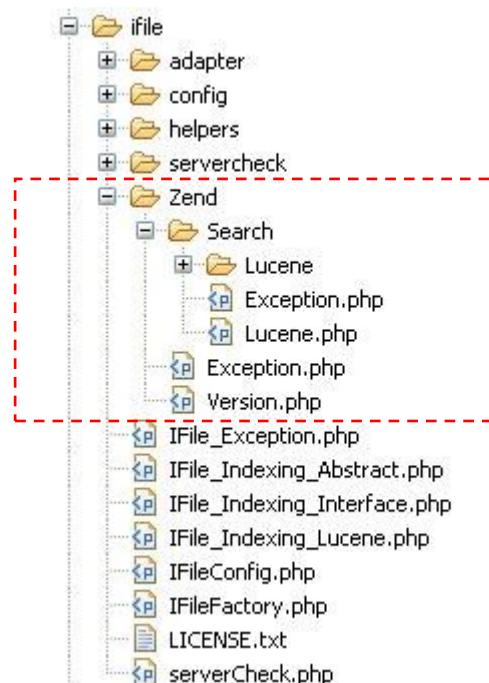 ifile
adapter
config
helpers
servercheck
Zend
Search
Lucene
Exception.php
Lucene.php
Exception.php
Version.php
IFile_Exception.php
IFile_Indexing_Abstract.php
IFile_Indexing_Interface.php
IFile_Indexing_Lucene.php
IFileConfig.php
IFileFactory.php
LICENSE.txt
serverCheck.php